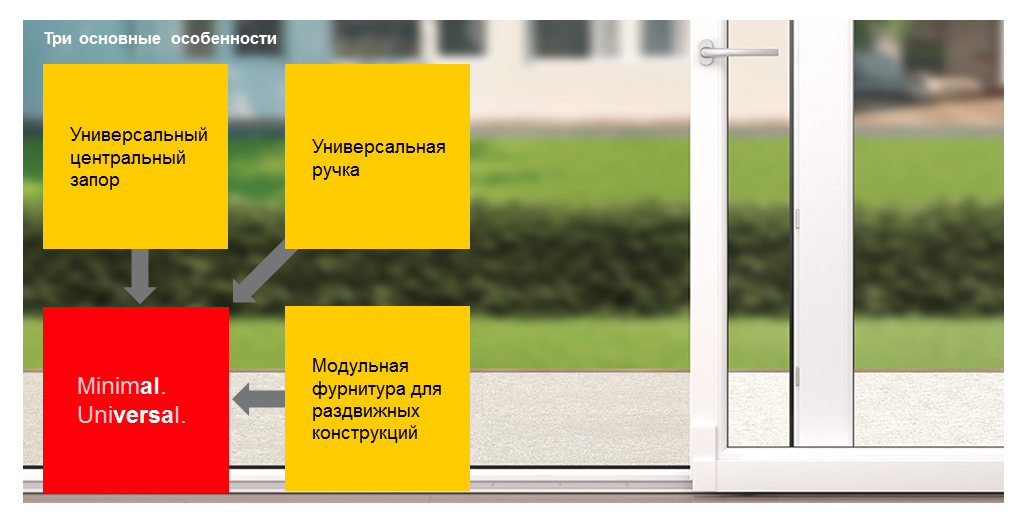 Три основные особенности
Универсальный
центральный
запор
Универсальная
ручка
Minimal.
Universal.
Модульная
фурнитура для
раздвижных
конструкций